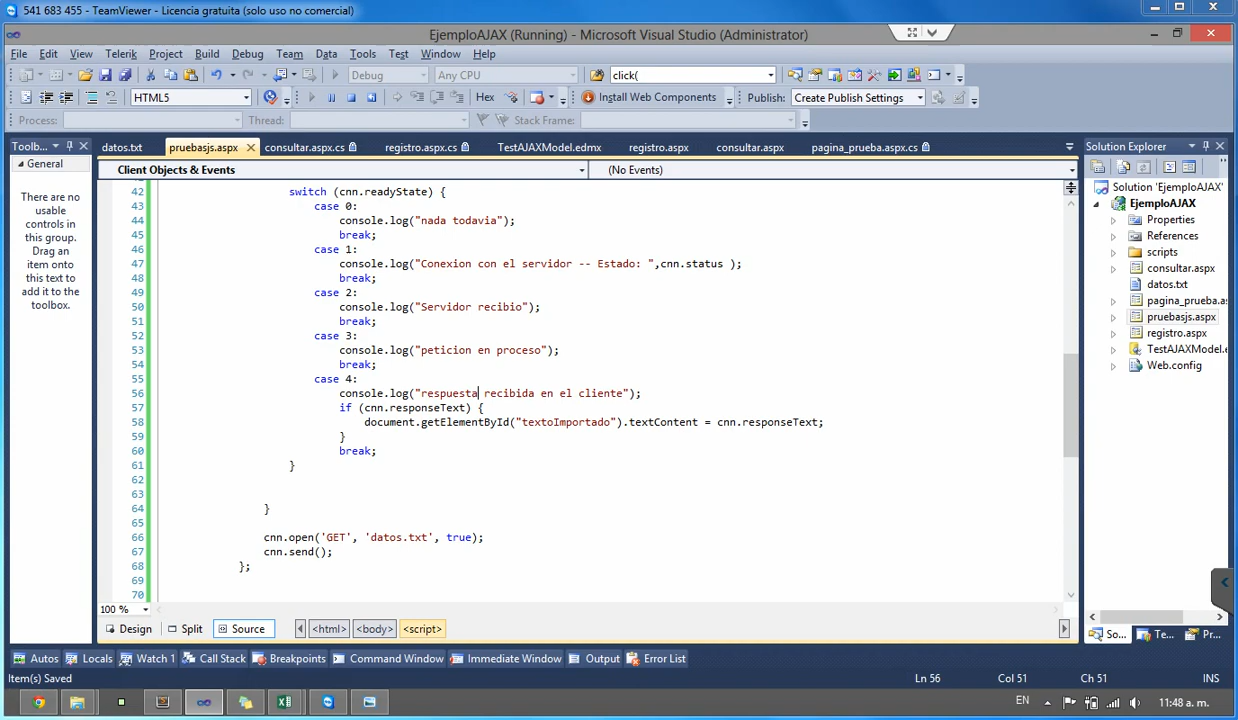 541 683 455 - TeamViewer - Licencia gratuita (solo uso no comercial)
EjemploAJAX (Running) - Microsoft Visual Studio (Administrator)
File Edit View Telerik Project Build Debug Team Data Tools Test Window Help
Debug Any CPU click(
HTML5 Hex Install Web Components Publish: Create Publish Settings
Process: Thread: Stack Frame:
Toolb... datos.txt pruebasjs.aspx consultar.aspx.cs registro.aspx.cs TestAJAXModel.edmx registro.aspx consultar.aspx pagina_prueba.aspx.cs Solution Explorer
General
Client Objects & Events (No Events)
There are no
usable
controls in
this group.
Drag an
item onto
this text to
add it to the
toolbox.
42 switch (cnn.readyState) {
43 case 0:
44 console.log("nada todavia");
45 break;
46 case 1:
47 console.log("Conexion con el servidor -- Estado: ",cnn.status );
48 break;
49 case 2:
50 console.log("Servidor recibio");
51 break;
52 case 3:
53 console.log("peticion en proceso");
54 break;
55 case 4:
56 console.log("respuesta recibida en el cliente");
57 if (cnn.responseText) {
58 document.getElementById("textoImportado").textContent = cnn.responseText;
59 }
60 break;
61 }
62
63
64 }
65
66 cnn.open('GET', 'datos.txt', true);
67 cnn.send();
68 };
69
70
Solution 'EjemploAJAX'
EjemploAJAX
Properties
References
scripts
consultar.aspx
datos.txt
pagina_prueba.as
pruebasjs.aspx
registro.aspx
TestAJAXModel.e
Web.config
100 %
Design Split Source <html> <body> <script> So... Te... Pr...
Autos Locals Watch 1 Call Stack Breakpoints Command Window Immediate Window Output Error List
Item(s) Saved Ln 56 Col 51 Ch 51 INS
EN 11:48 a. m.